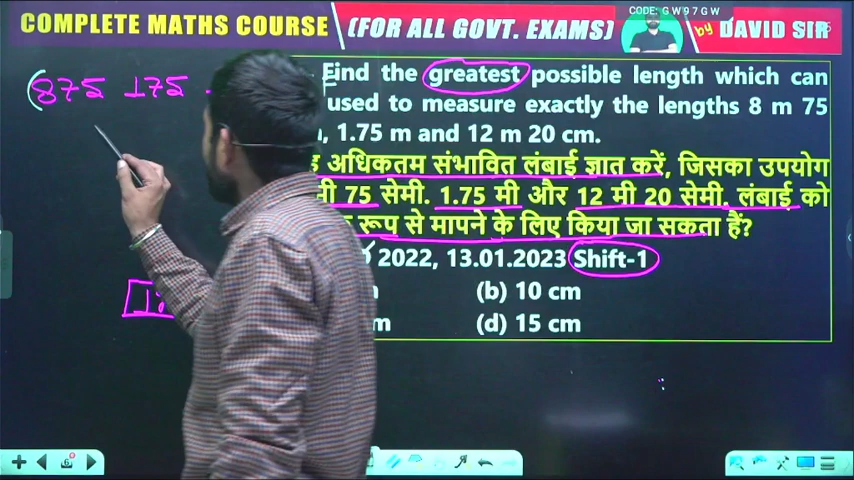 CODE: GW97GW
COMPLETE MATHS COURSE (FOR ALL GOVT. EXAMS) by DAVID SIR
875 175
Find the greatest possible length which can
used to measure exactly the lengths 8 m 75
, 1.75 m and 12 m 20 cm.
अधिकतम संभावित लंबाई ज्ञात करें, जिसका उपयोग
75 सेमी. 1.75 मी और 12 मी 20 सेमी. लंबाई को
रूप से मापने के लिए किया जा सकता हैं?
2022, 13.01.2023 Shift-1
(b) 10 cm
(d) 15 cm